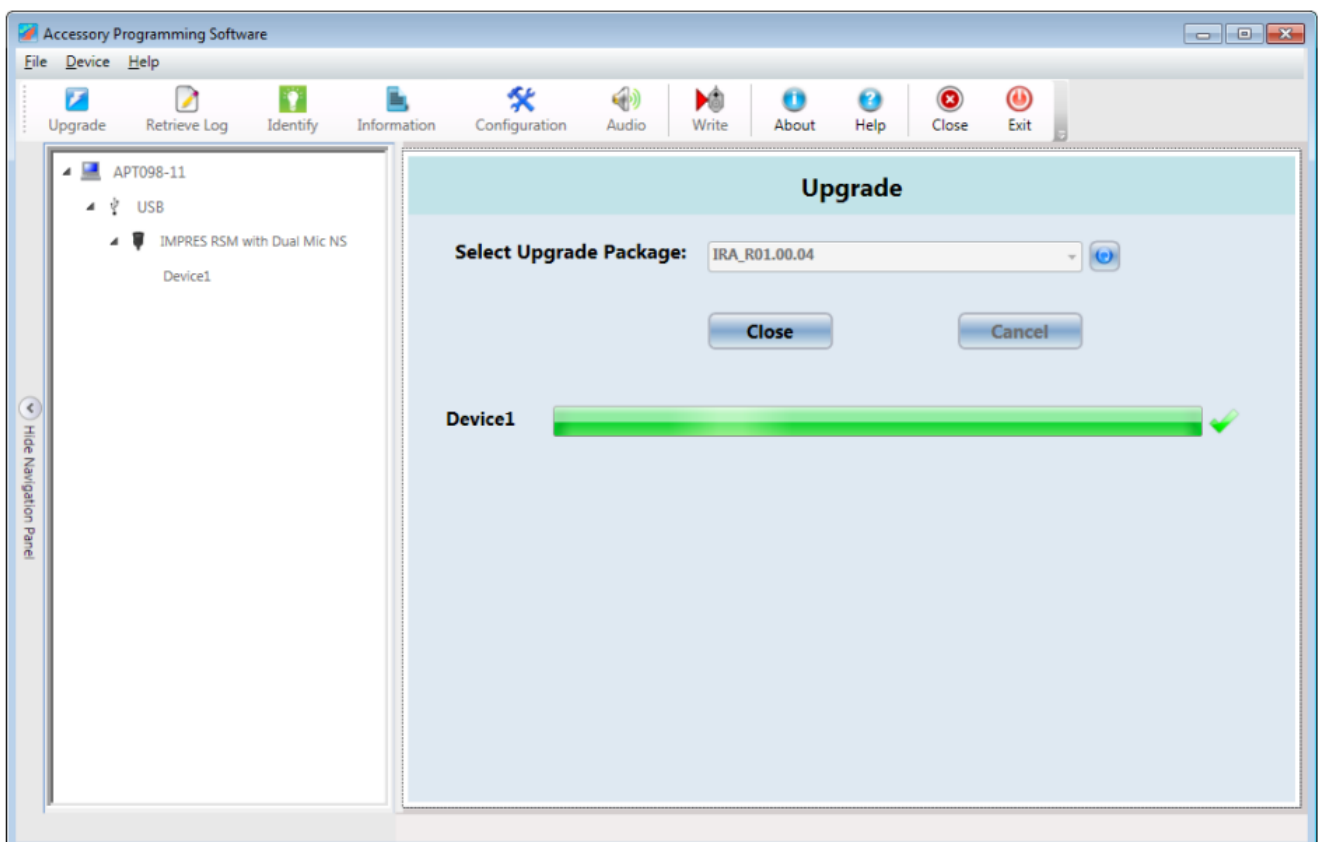 Accessory Programming Software
File Device Help
Upgrade Retrieve Log Identify Information Configuration Audio Write About Help Close Exit
Hide Navigation Panel
APT098-11
USB
IMPRES RSM with Dual Mic NS
Device1
Upgrade
Select Upgrade Package: IRA_R01.00.04
Close Cancel
Device1